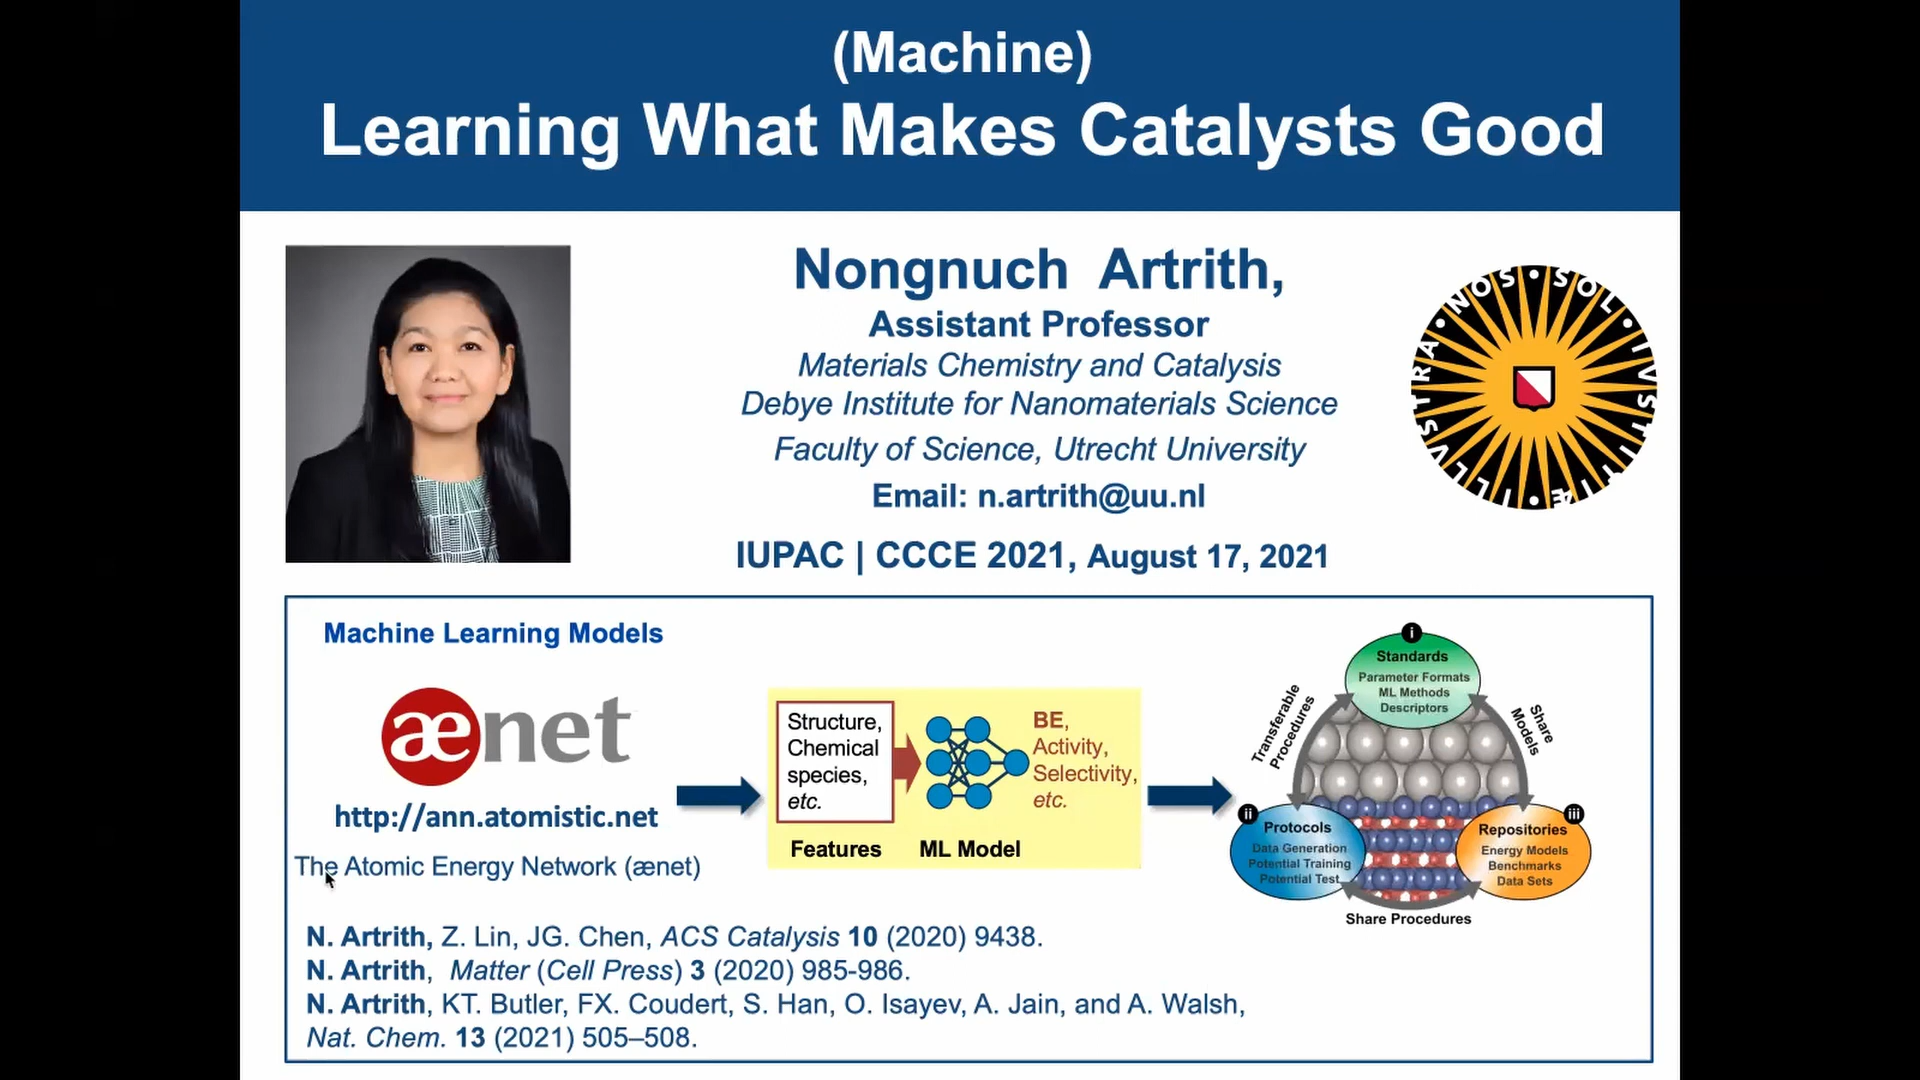 (Machine)
Learning What Makes Catalysts Good
Nongnuch Artrith,
Assistant Professor
Materials Chemistry and Catalysis
Debye Institute for Nanomaterials Science
Faculty of Science, Utrecht University
Email: n.artrith@uu.nl
IUPAC | CCCE 2021, August 17, 2021
SOL · IVSTITIÆ · ILLVSTRA · NOS ·
Machine Learning Models
ænet
http://ann.atomistic.net
The Atomic Energy Network (ænet)
Structure,
Chemical
species,
etc.
Features
ML Model
BE,
Activity,
Selectivity,
etc.
i
Standards
Parameter Formats
ML Methods
Descriptors
Transferable
Procedures
Share
Models
ii
Protocols
Data Generation
Potential Training
Potential Test
iii
Repositories
Energy Models
Benchmarks
Data Sets
Share Procedures
N. Artrith, Z. Lin, JG. Chen, ACS Catalysis 10 (2020) 9438.
N. Artrith, Matter (Cell Press) 3 (2020) 985-986.
N. Artrith, KT. Butler, FX. Coudert, S. Han, O. Isayev, A. Jain, and A. Walsh,
Nat. Chem. 13 (2021) 505–508.